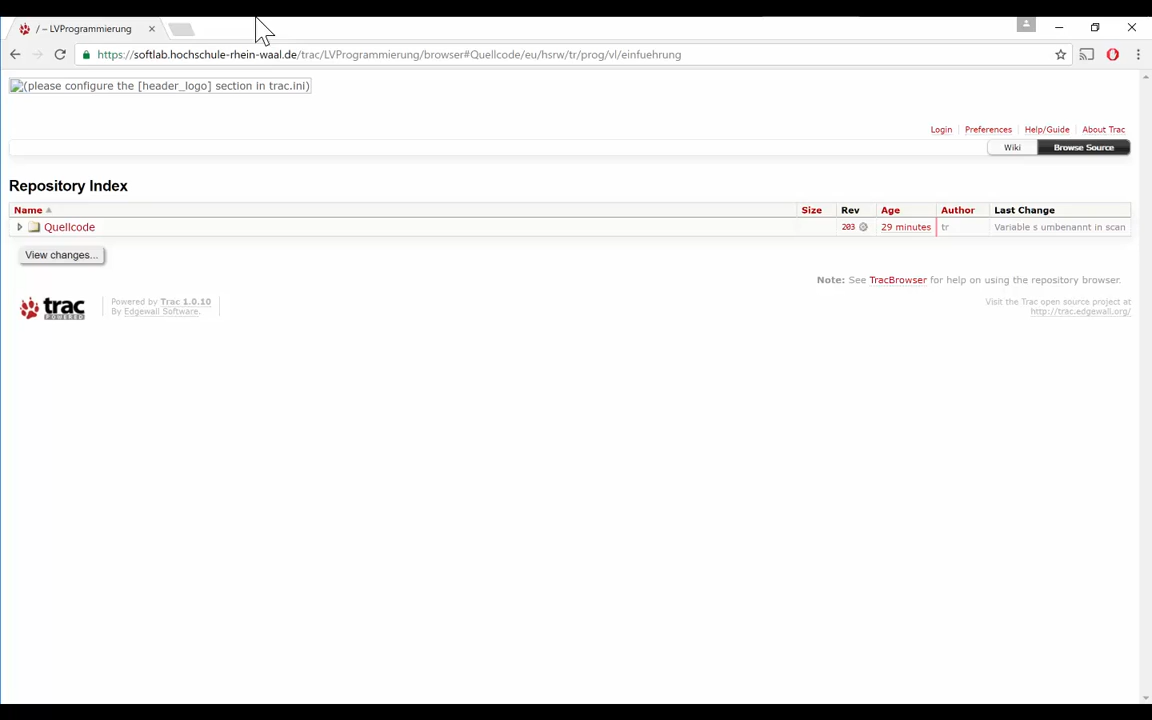 / – LVProgrammierung
https://softlab.hochschule-rhein-waal.de/trac/LVProgrammierung/browser#Quellcode/eu/hsrw/tr/prog/vl/einfuehrung
(please configure the [header_logo] section in trac.ini)
Login Preferences Help/Guide About Trac
Wiki Browse Source
Repository Index
Name Size Rev Age Author Last Change
Quellcode 203 29 minutes tr Variable s umbenannt in scan
View changes...
Note: See TracBrowser for help on using the repository browser.
trac POWERED
Powered by Trac 1.0.10
By Edgewall Software.
Visit the Trac open source project at
http://trac.edgewall.org/